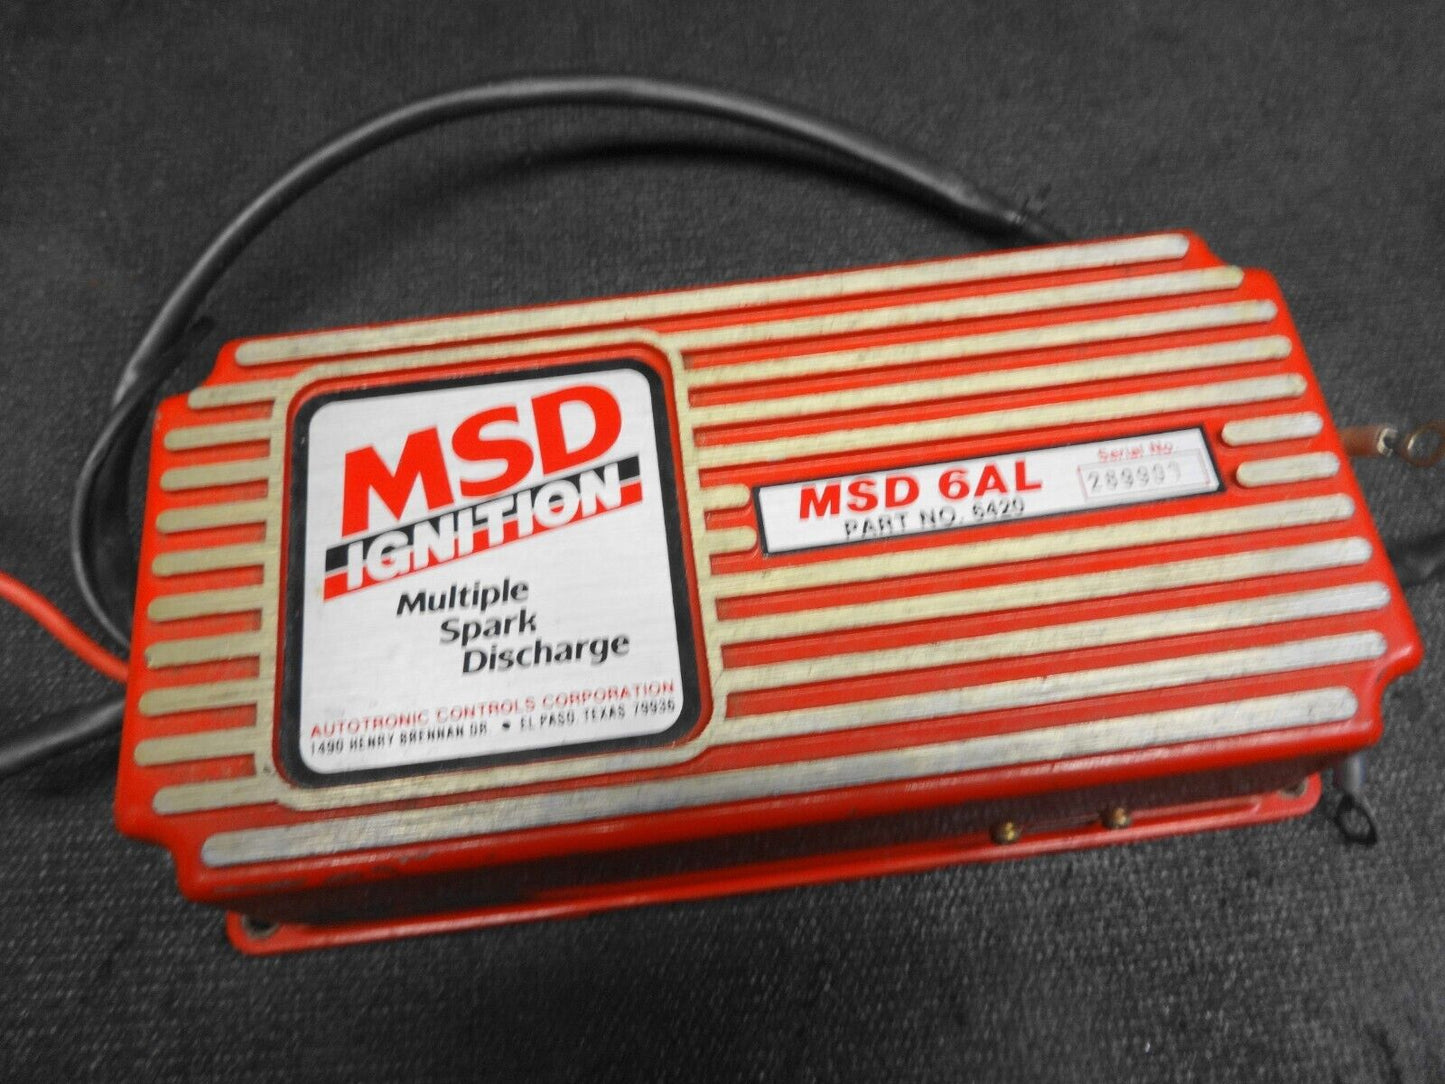 MSD
IGNITION
Multiple
Spark
Discharge
AUTOTRONIC CONTROLS CORPORATION
1490 HENRY BRENNAN DR. • EL PASO, TEXAS 79936
MSD 6AL
PART NO. 6420
Serial No.